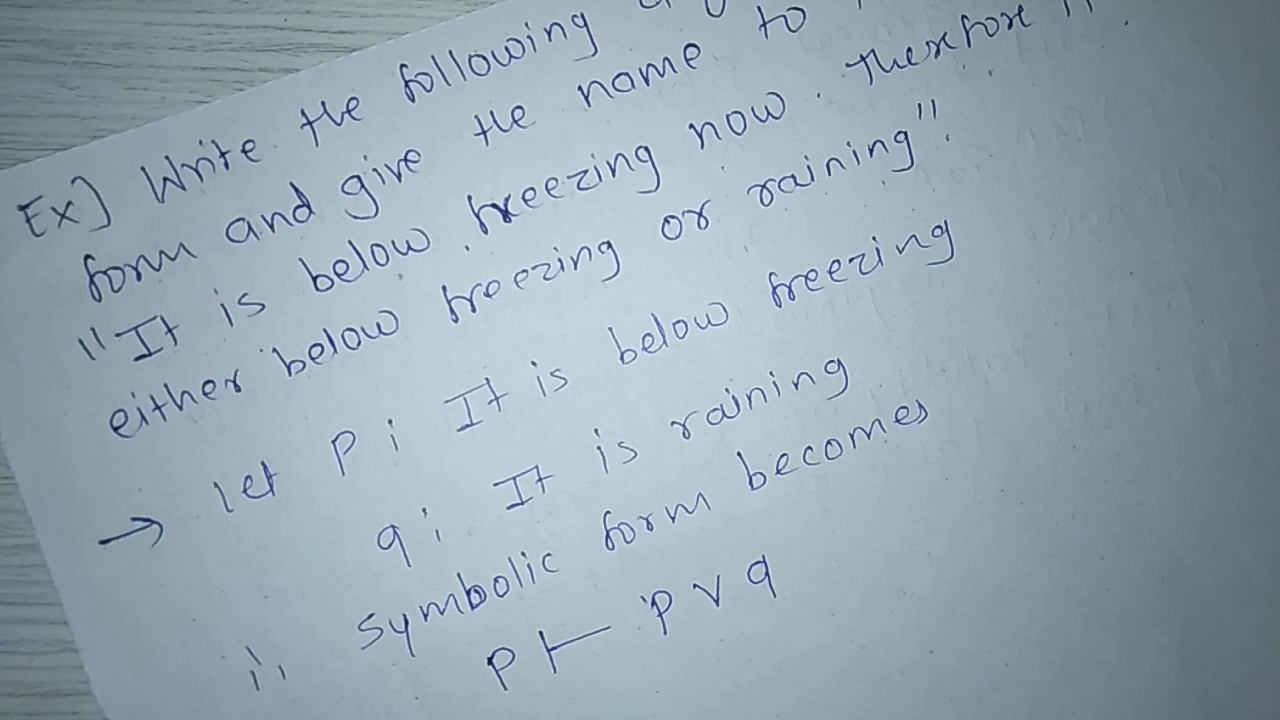 Ex] Write the following
form and give the name to
"It is below freezing now. Therefore
either below freezing or raining".
→ let p : It is below freezing
q : It is raining
∴ symbolic form becomes
p ⊢ p ∨ q